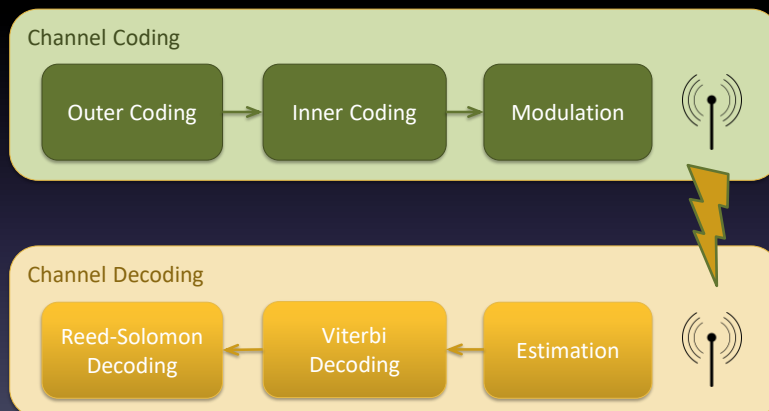 Channel Coding
Outer Coding
Inner Coding
Modulation
Channel Decoding
Reed-Solomon
Decoding
Viterbi
Decoding
Estimation